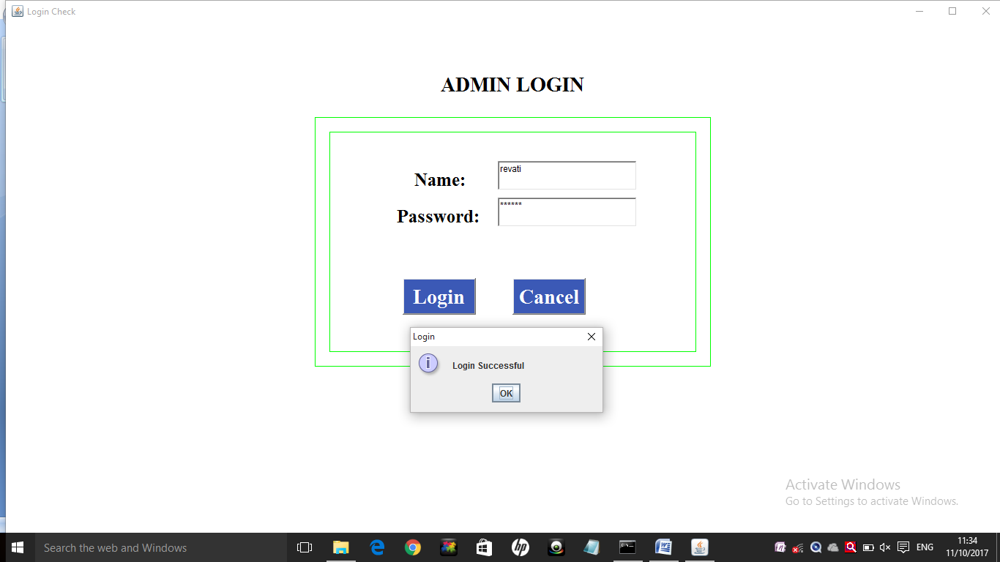 Login Check
ADMIN LOGIN
Name:
revati
Password:
******
Login
Cancel
Login
i
Login Successful
OK
Activate Windows
Go to Settings to activate Windows.
Search the web and Windows
hp
ENG
11:34
11/10/2017